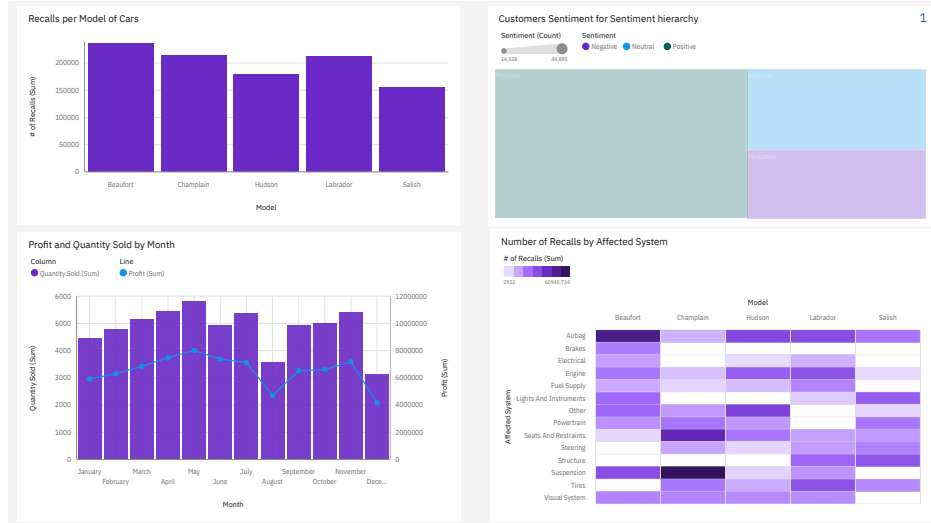 Recalls per Model of Cars
# of Recalls (Sum)
200000
150000
100000
50000
0
Beaufort
Champlain
Hudson
Labrador
Salish
Model
Customers Sentiment for Sentiment hierarchy
1
Sentiment (Count)
14,528
44,885
Sentiment
Negative
Neutral
Positive
Positive
Neutral
Negative
Profit and Quantity Sold by Month
Column
Quantity Sold (Sum)
Line
Profit (Sum)
Quantity Sold (Sum)
6000
5000
4000
3000
2000
1000
0
12000000
10000000
8000000
6000000
4000000
2000000
0
Profit (Sum)
January
February
March
April
May
June
July
August
September
October
November
Dece...
Month
Number of Recalls by Affected System
# of Recalls (Sum)
2932
60940.734
Model
Beaufort
Champlain
Hudson
Labrador
Salish
Affected System
Airbag
Brakes
Electrical
Engine
Fuel Supply
Lights And Instruments
Other
Powertrain
Seats And Restraints
Steering
Structure
Suspension
Tires
Visual System